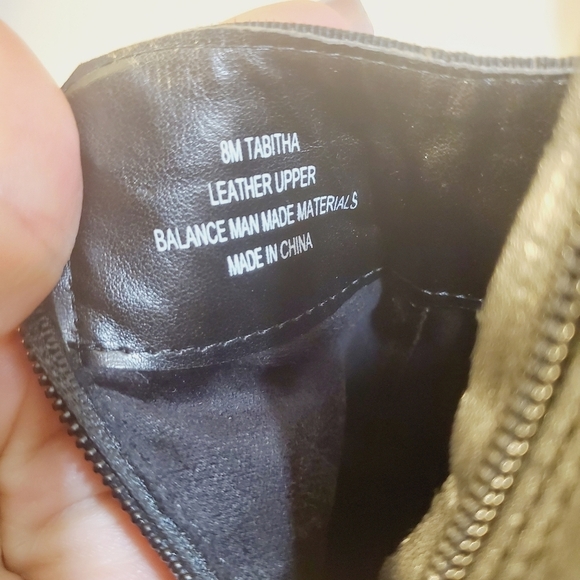 8M TABITHA
LEATHER UPPER
BALANCE MAN MADE MATERIALS
MADE IN CHINA